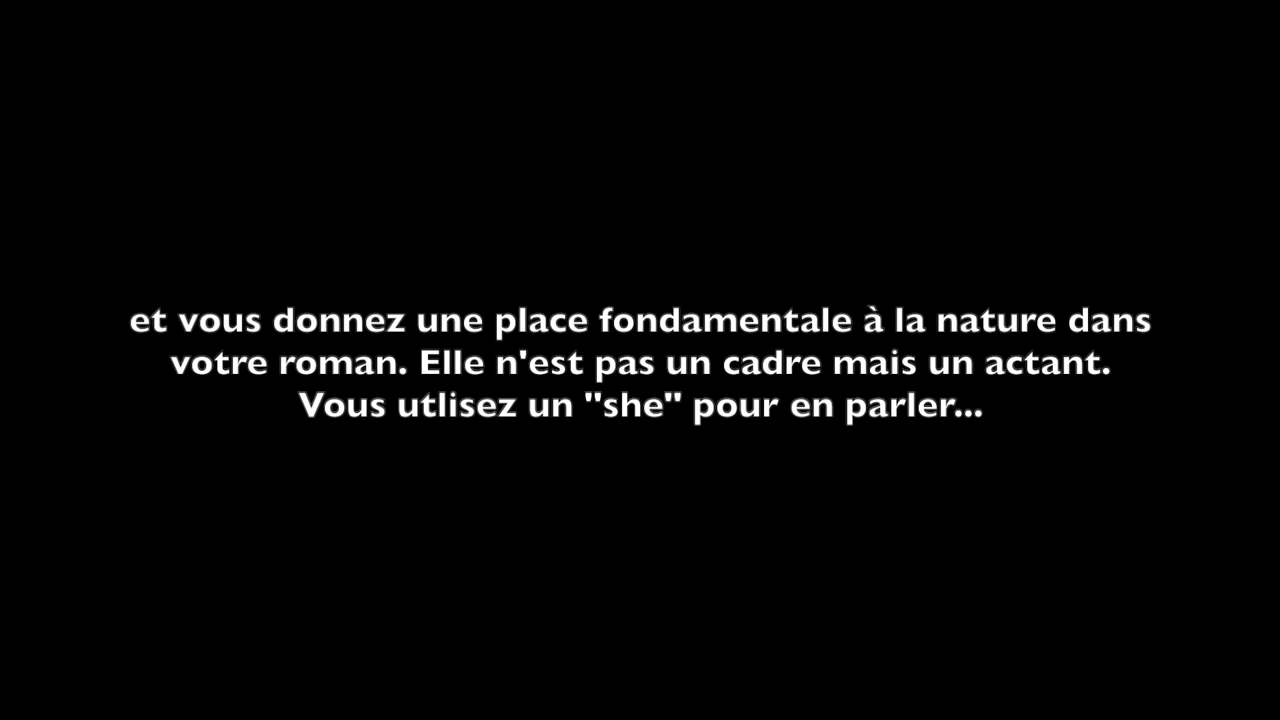 et vous donnez une place fondamentale à la nature dans
votre roman. Elle n'est pas un cadre mais un actant.
Vous utlisez un "she" pour en parler...